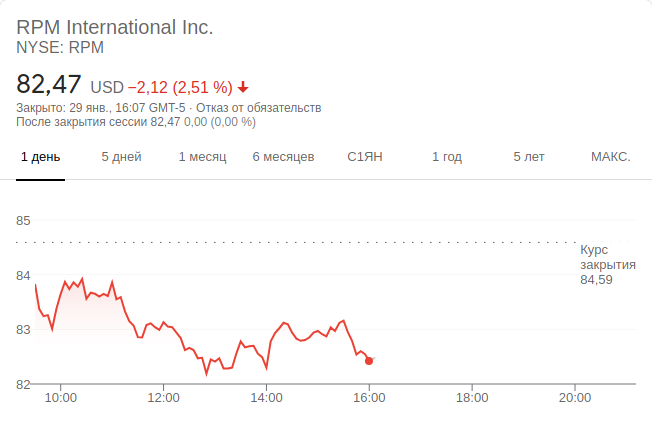 RPM International Inc.
NYSE: RPM
82,47 USD −2,12 (2,51 %)
Закрыто: 29 янв., 16:07 GMT-5 · Отказ от обязательств
После закрытия сессии 82,47 0,00 (0,00 %)
1 день 5 дней 1 месяц 6 месяцев С1ЯН 1 год 5 лет МАКС.
85
Курс
закрытия
84,59
84
83
82
10:00 12:00 14:00 16:00 18:00 20:00